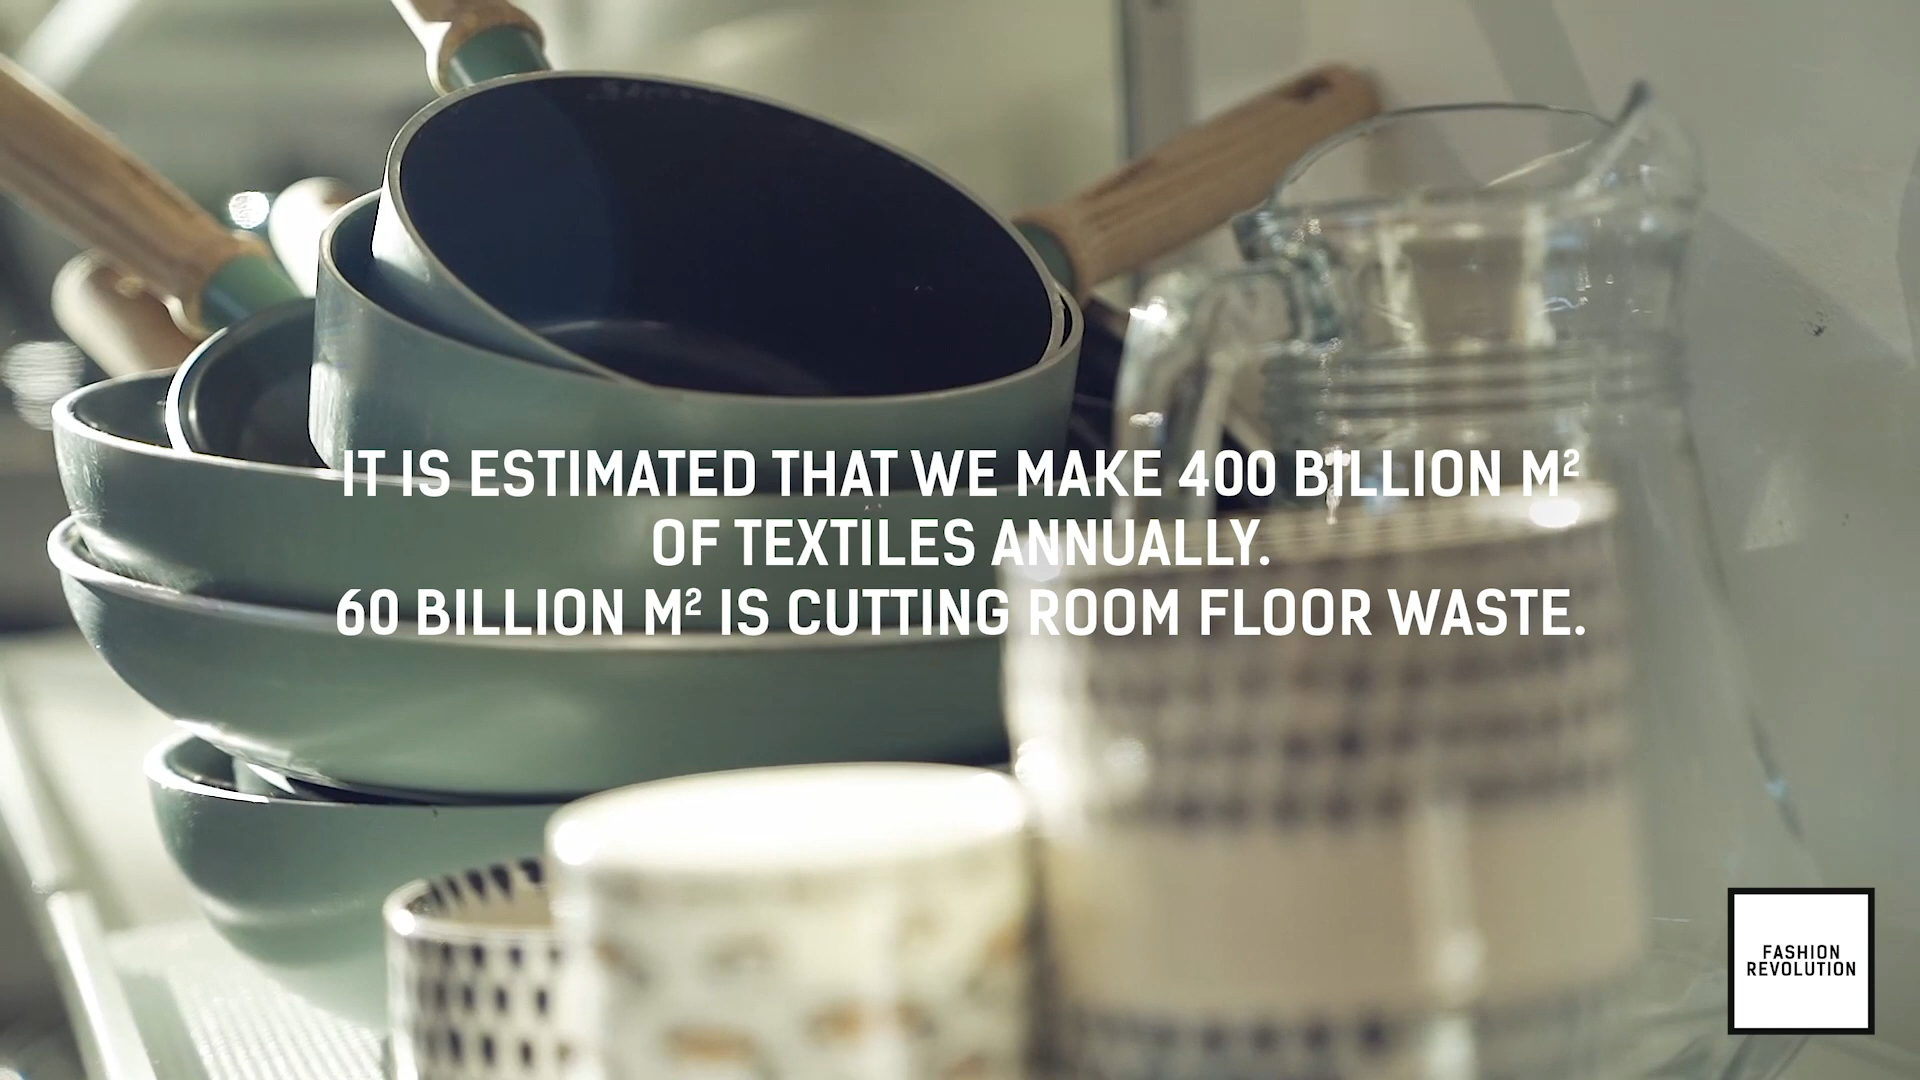 IT IS ESTIMATED THAT WE MAKE 400 BILLION M²
OF TEXTILES ANNUALLY.
60 BILLION M² IS CUTTING ROOM FLOOR WASTE.
FASHION
REVOLUTION